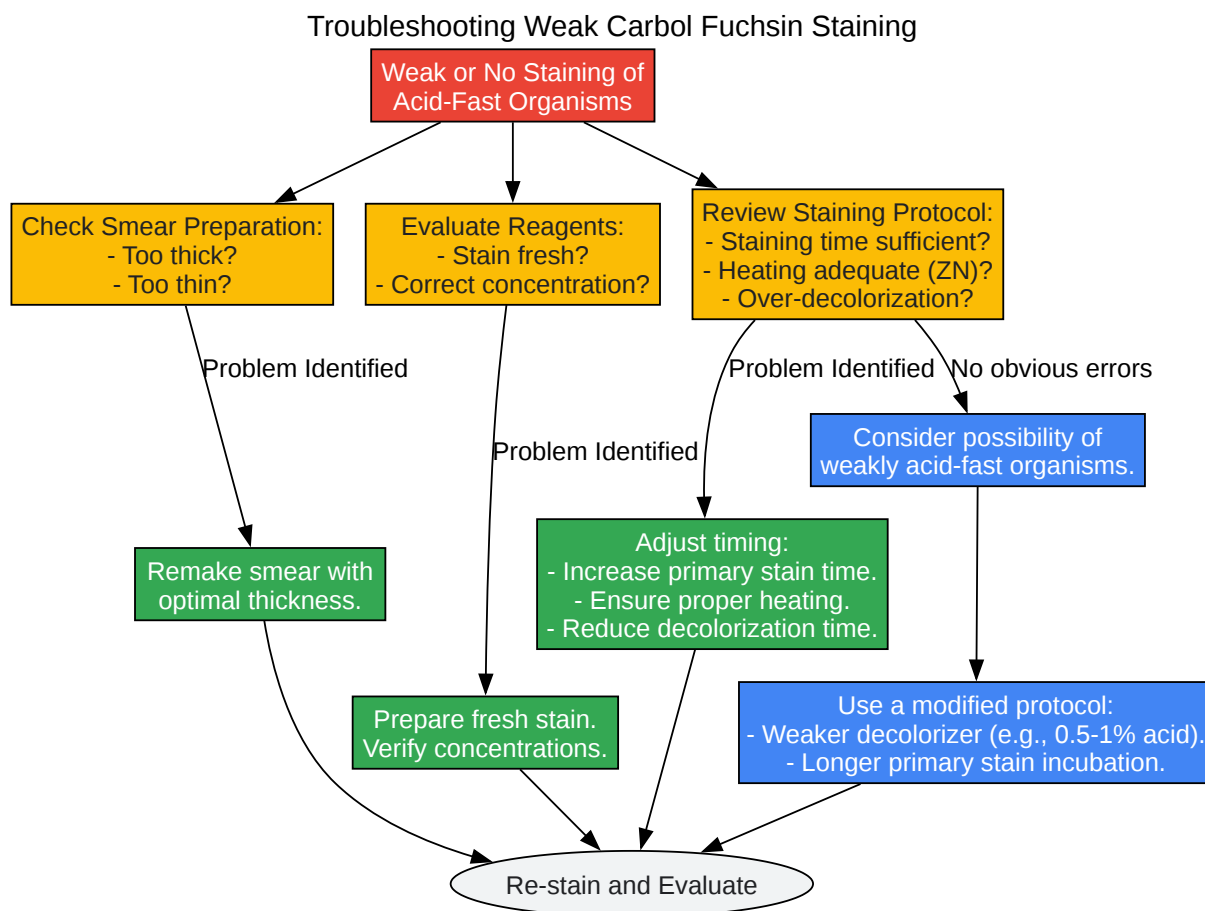 Troubleshooting Weak Carbol Fuchsin Staining
Weak or No Staining of
Acid-Fast Organisms
Check Smear Preparation:
- Too thick?
- Too thin?
Evaluate Reagents:
- Stain fresh?
- Correct concentration?
Review Staining Protocol:
- Staining time sufficient?
- Heating adequate (ZN)?
- Over-decolorization?
Problem Identified
Problem Identified
Problem Identified
No obvious errors
Consider possibility of
weakly acid-fast organisms.
Remake smear with
optimal thickness.
Adjust timing:
- Increase primary stain time.
- Ensure proper heating.
- Reduce decolorization time.
Prepare fresh stain.
Verify concentrations.
Use a modified protocol:
- Weaker decolorizer (e.g., 0.5-1% acid).
- Longer primary stain incubation.
Re-stain and Evaluate